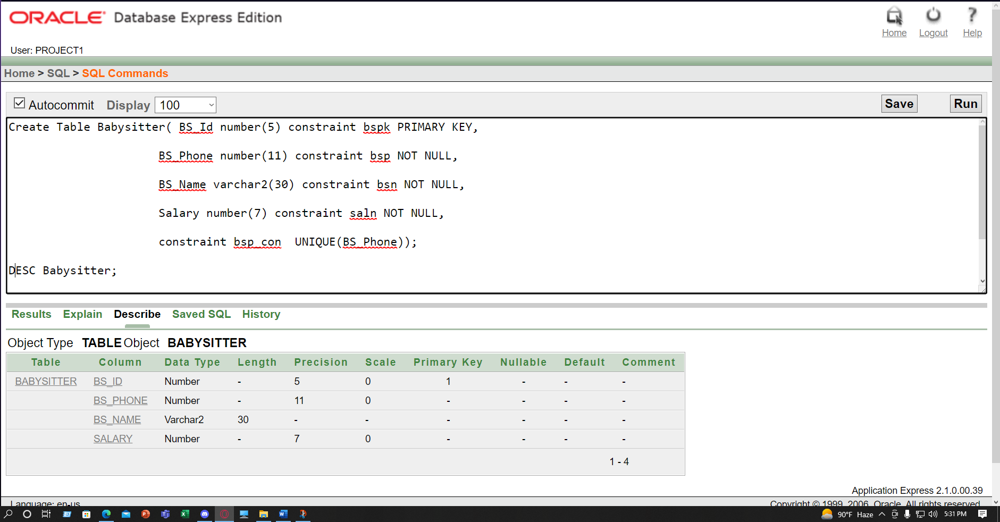 ORACLE Database Express Edition
Home Logout Help
User: PROJECT1
Home > SQL > SQL Commands
Autocommit Display 100 Save Run
Create Table Babysitter( BS_Id number(5) constraint bspk PRIMARY KEY,
BS_Phone number(11) constraint bsp NOT NULL,
BS_Name varchar2(30) constraint bsn NOT NULL,
Salary number(7) constraint saln NOT NULL,
constraint bsp_con  UNIQUE(BS_Phone));
DESC Babysitter;
Results Explain Describe Saved SQL History
Object Type TABLE Object BABYSITTER
Table Column Data Type Length Precision Scale Primary Key Nullable Default Comment
BABYSITTER BS_ID Number - 5 0 1 - - -
BS_PHONE Number - 11 0 - - - -
BS_NAME Varchar2 30 - - - - - -
SALARY Number - 7 0 - - - -
1 - 4
Application Express 2.1.0.00.39
Language: en-us Copyright © 1999, 2006, Oracle. All rights reserved.
90°F Haze 5:31 PM